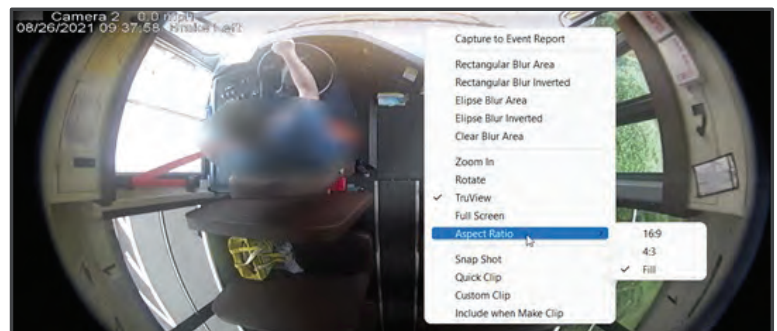 Camera 2 0.0 mph
08/26/2021 09:37:58 Brake Left
Capture to Event Report
Rectangular Blur Area
Rectangular Blur Inverted
Elipse Blur Area
Elipse Blur Inverted
Clear Blur Area
Zoom In
Rotate
TruView
Full Screen
Aspect Ratio
16:9
4:3
Fill
Snap Shot
Quick Clip
Custom Clip
Include when Make Clip